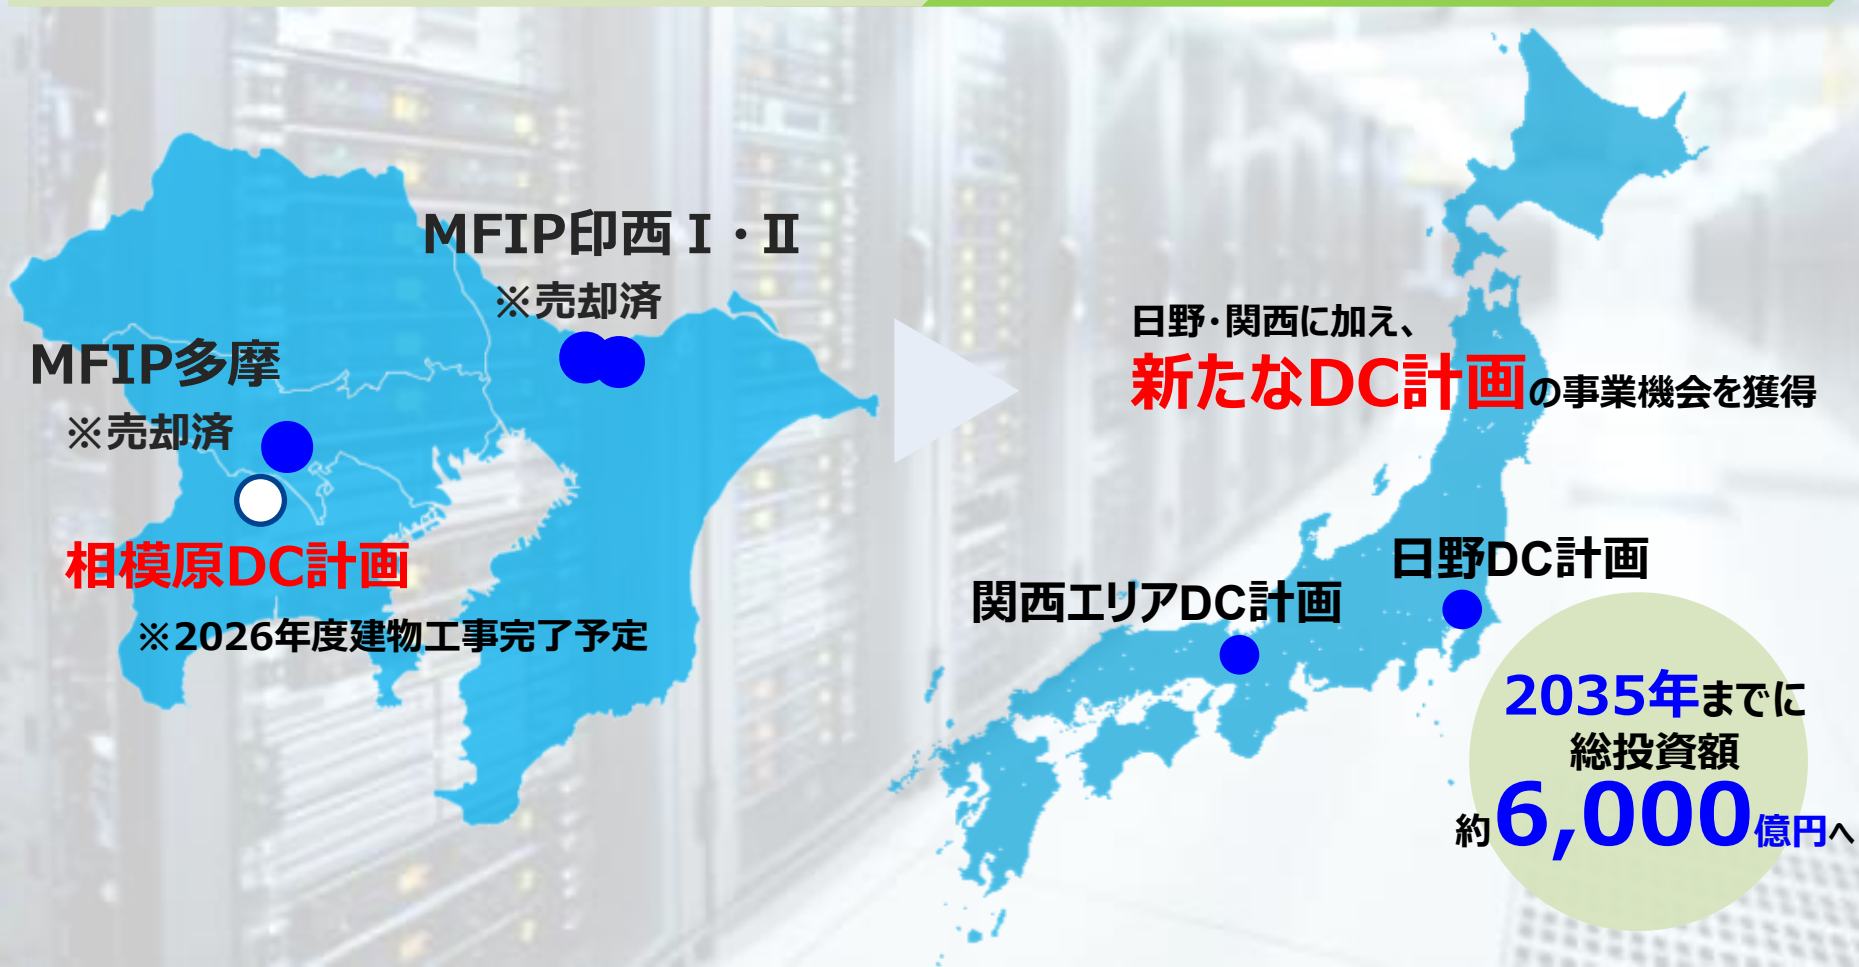 MFIP印西Ⅰ・Ⅱ
※売却済
MFIP多摩
※売却済
相模原DC計画
※2026年度建物工事完了予定
日野・関西に加え、
新たなDC計画の事業機会を獲得
日野DC計画
関西エリアDC計画
2035年までに
総投資額
約6,000億円へ